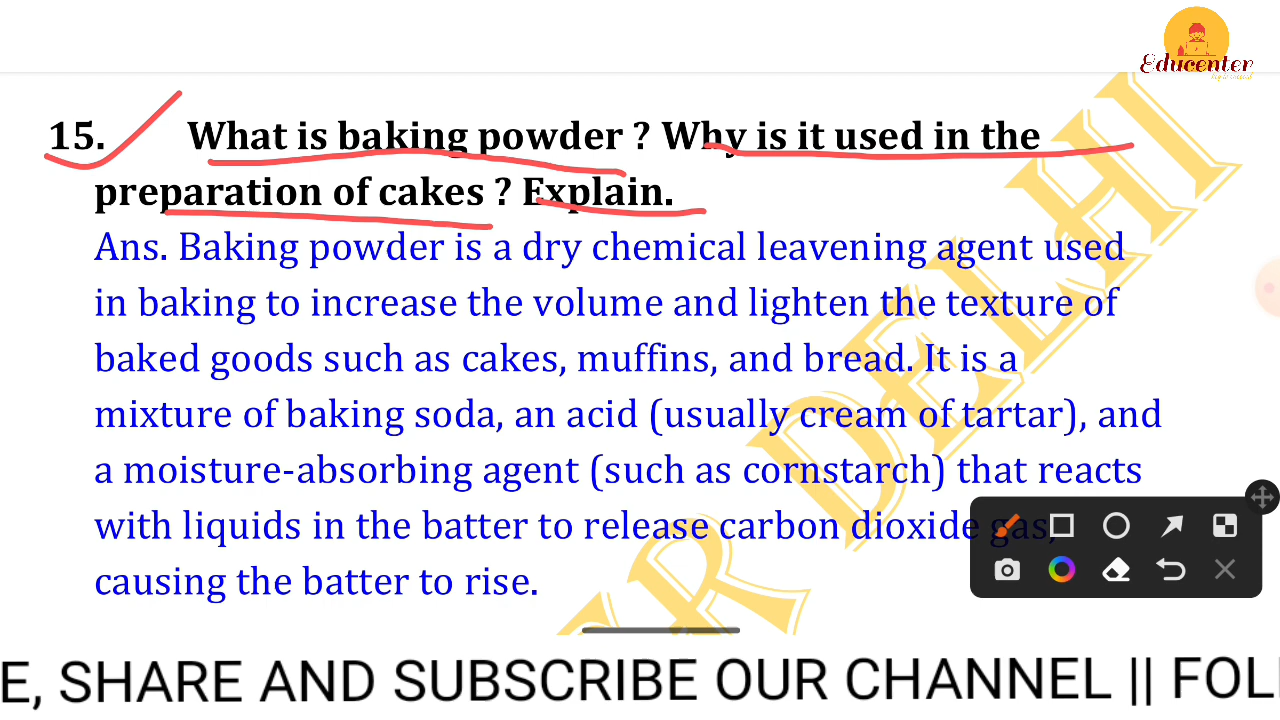 Educenter
15. What is baking powder ? Why is it used in the
preparation of cakes ? Explain.
Ans. Baking powder is a dry chemical leavening agent used
in baking to increase the volume and lighten the texture of
baked goods such as cakes, muffins, and bread. It is a
mixture of baking soda, an acid (usually cream of tartar), and
a moisture-absorbing agent (such as cornstarch) that reacts
with liquids in the batter to release carbon dioxide gas,
causing the batter to rise.
DELHI
E, SHARE AND SUBSCRIBE OUR CHANNEL || FOLL